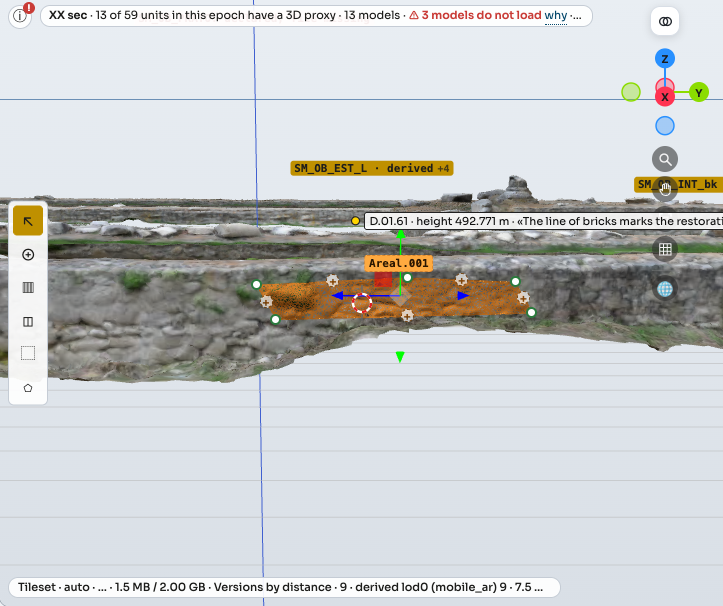 XX sec · 13 of 59 units in this epoch have a 3D proxy · 13 models · ⚠ 3 models do not load why ·...
Z
X
Y
SM_OB_EST_L · derived +4
INT_bk
D.01.61 · height 492.771 m · «The line of bricks marks the restorati
Areal.001
Tileset · auto · ... · 1.5 MB / 2.00 GB · Versions by distance · 9 · derived lod0 (mobile_ar) 9 · 7.5 ...